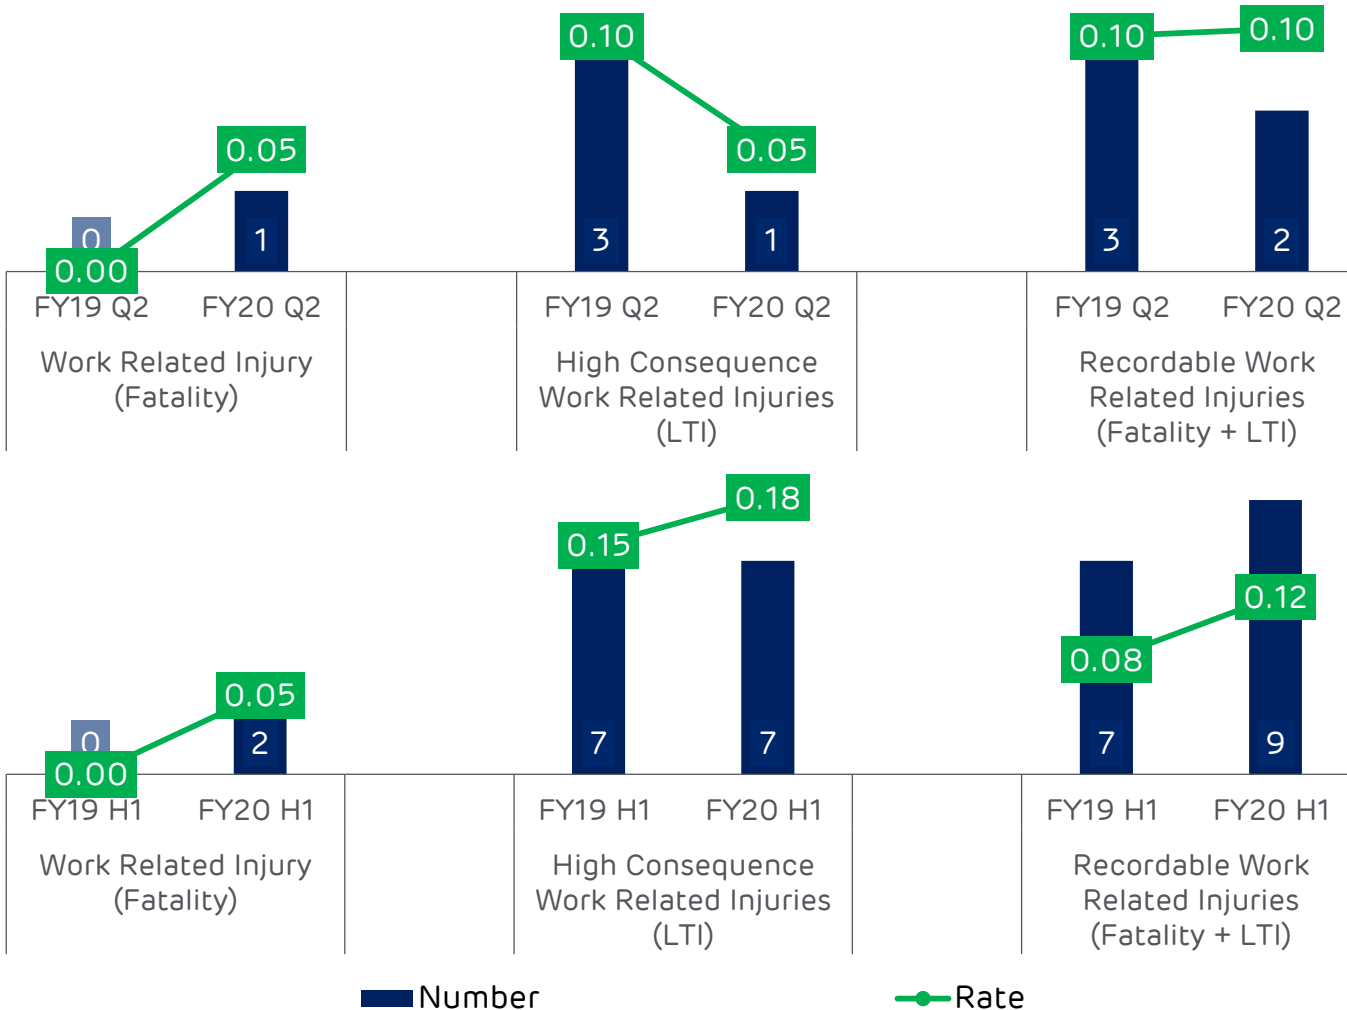 0.10
0.05
0.10
0.10
0.05
0.05
0
0.00
1
3
1
3
2
FY19 Q2
FY20 Q2
FY19 Q2
FY20 Q2
FY19 Q2
FY20 Q2
Work Related Injury
(Fatality)
High Consequence
Work Related Injuries
(LTI)
Recordable Work
Related Injuries
(Fatality + LTI)
0.00
0.05
0.15
0.18
0.08
0.12
0
2
7
7
7
9
FY19 H1
FY20 H1
FY19 H1
FY20 H1
FY19 H1
FY20 H1
Work Related Injury
(Fatality)
High Consequence
Work Related Injuries
(LTI)
Recordable Work
Related Injuries
(Fatality + LTI)
Number
Rate